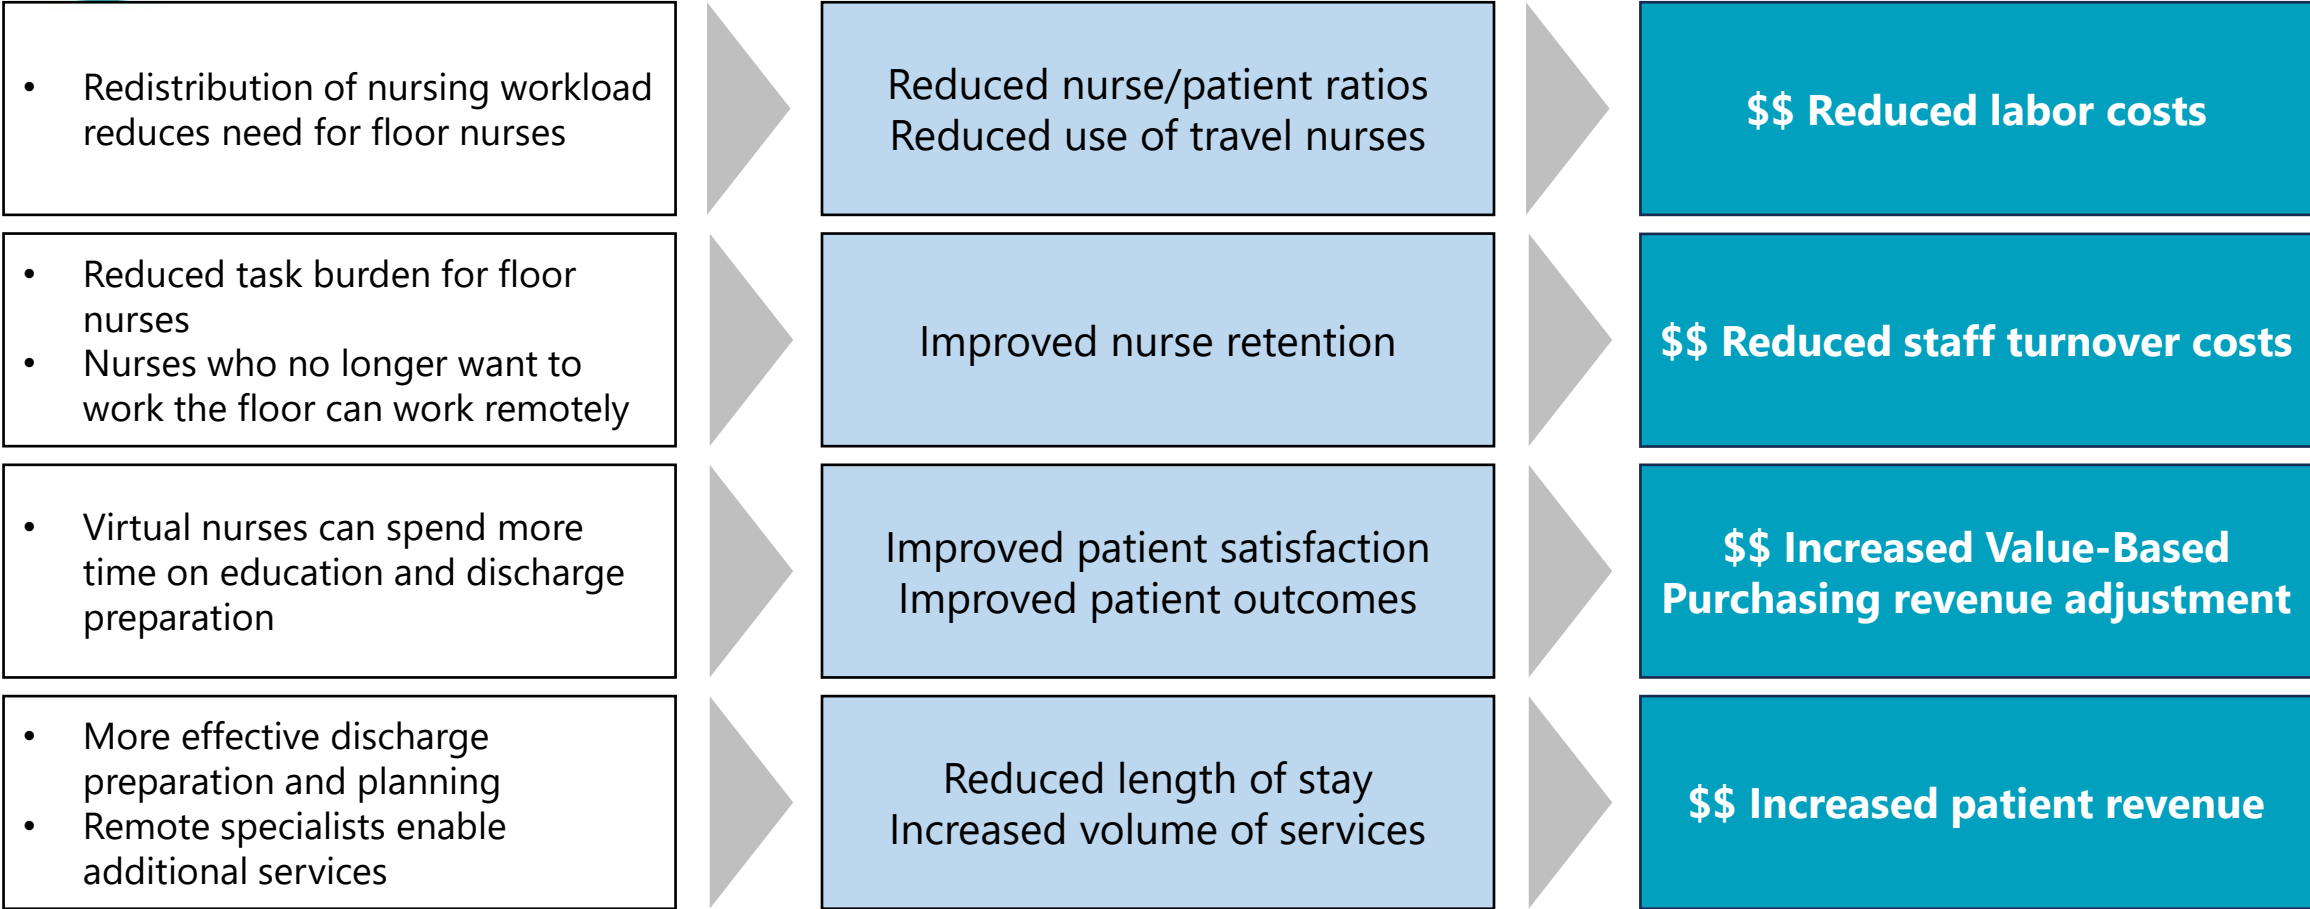 • Redistribution of nursing workload
reduces need for floor nurses
Reduced nurse/patient ratios
Reduced use of travel nurses
$$ Reduced labor costs
• Reduced task burden for floor
nurses
• Nurses who no longer want to
work the floor can work remotely
Improved nurse retention
$$ Reduced staff turnover costs
• Virtual nurses can spend more
time on education and discharge
preparation
Improved patient satisfaction
Improved patient outcomes
$$ Increased Value-Based
Purchasing revenue adjustment
• More effective discharge
preparation and planning
• Remote specialists enable
additional services
Reduced length of stay
Increased volume of services
$$ Increased patient revenue